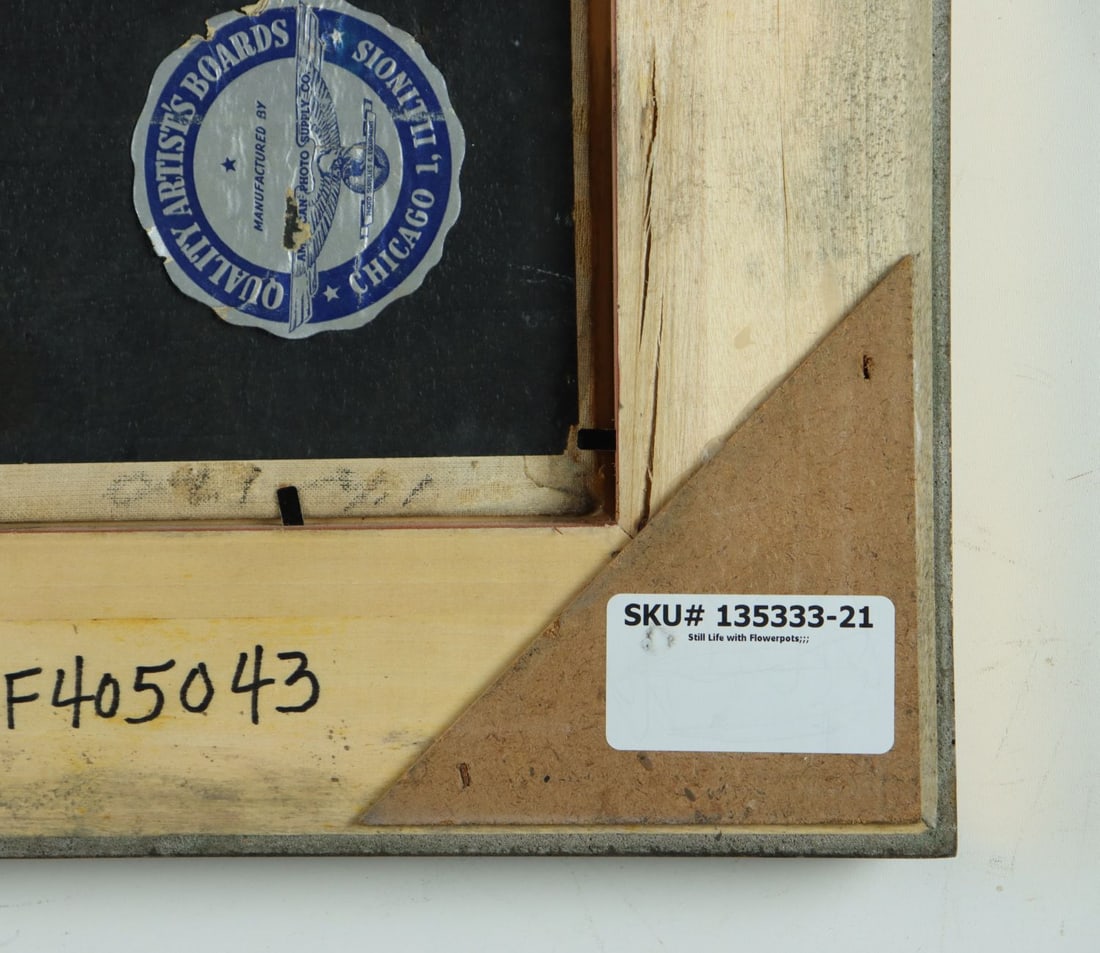 QUALITY ARTIST'S BOARDS
MANUFACTURED BY
PHOTO SUPPLY CO.
CHICAGO 1, ILLINOIS
F405043
SKU# 135333-21
Still Life with Flowerpots;;;